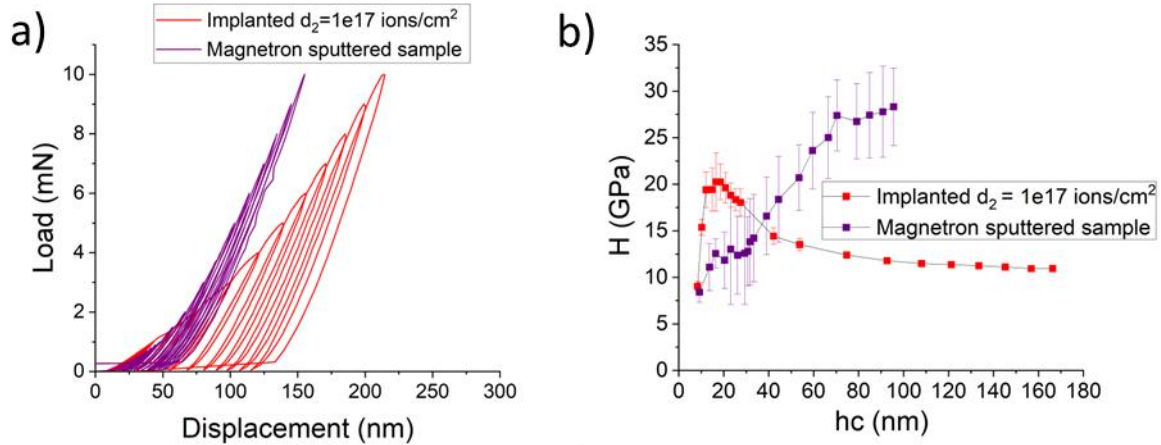 a)
Implanted d₂=1e17 ions/cm²
Magnetron sputtered sample
10
8
6
4
2
0
Load (mN)
0 50 100 150 200 250 300
Displacement (nm)
b)
35
30
25
20
15
10
5
0
H (GPa)
Implanted d₂ = 1e17 ions/cm²
Magnetron sputtered sample
0 20 40 60 80 100 120 140 160 180
hc (nm)